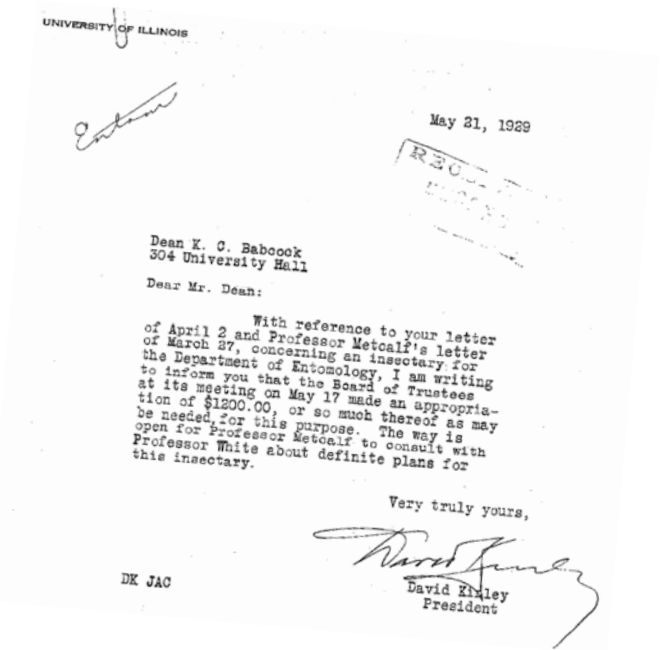 UNIVERSITY OF ILLINOIS
Entom
May 21, 1929
Dean K. C. Babcock
304 University Hall
Dear Mr. Dean:
With reference to your letter
of April 2 and Professor Metcalf's letter
of March 27, concerning an insectary for
the Department of Entomology, I am writing
to inform you that the Board of Trustees
at its meeting on May 17 made an appropria-
tion of $1200.00, or so much thereof as may
be needed, for this purpose. The way is
open for Professor Metcalf to consult with
Professor White about definite plans for
this insectary.
Very truly yours,
David Kinley
David Kinley
President
DK JAC